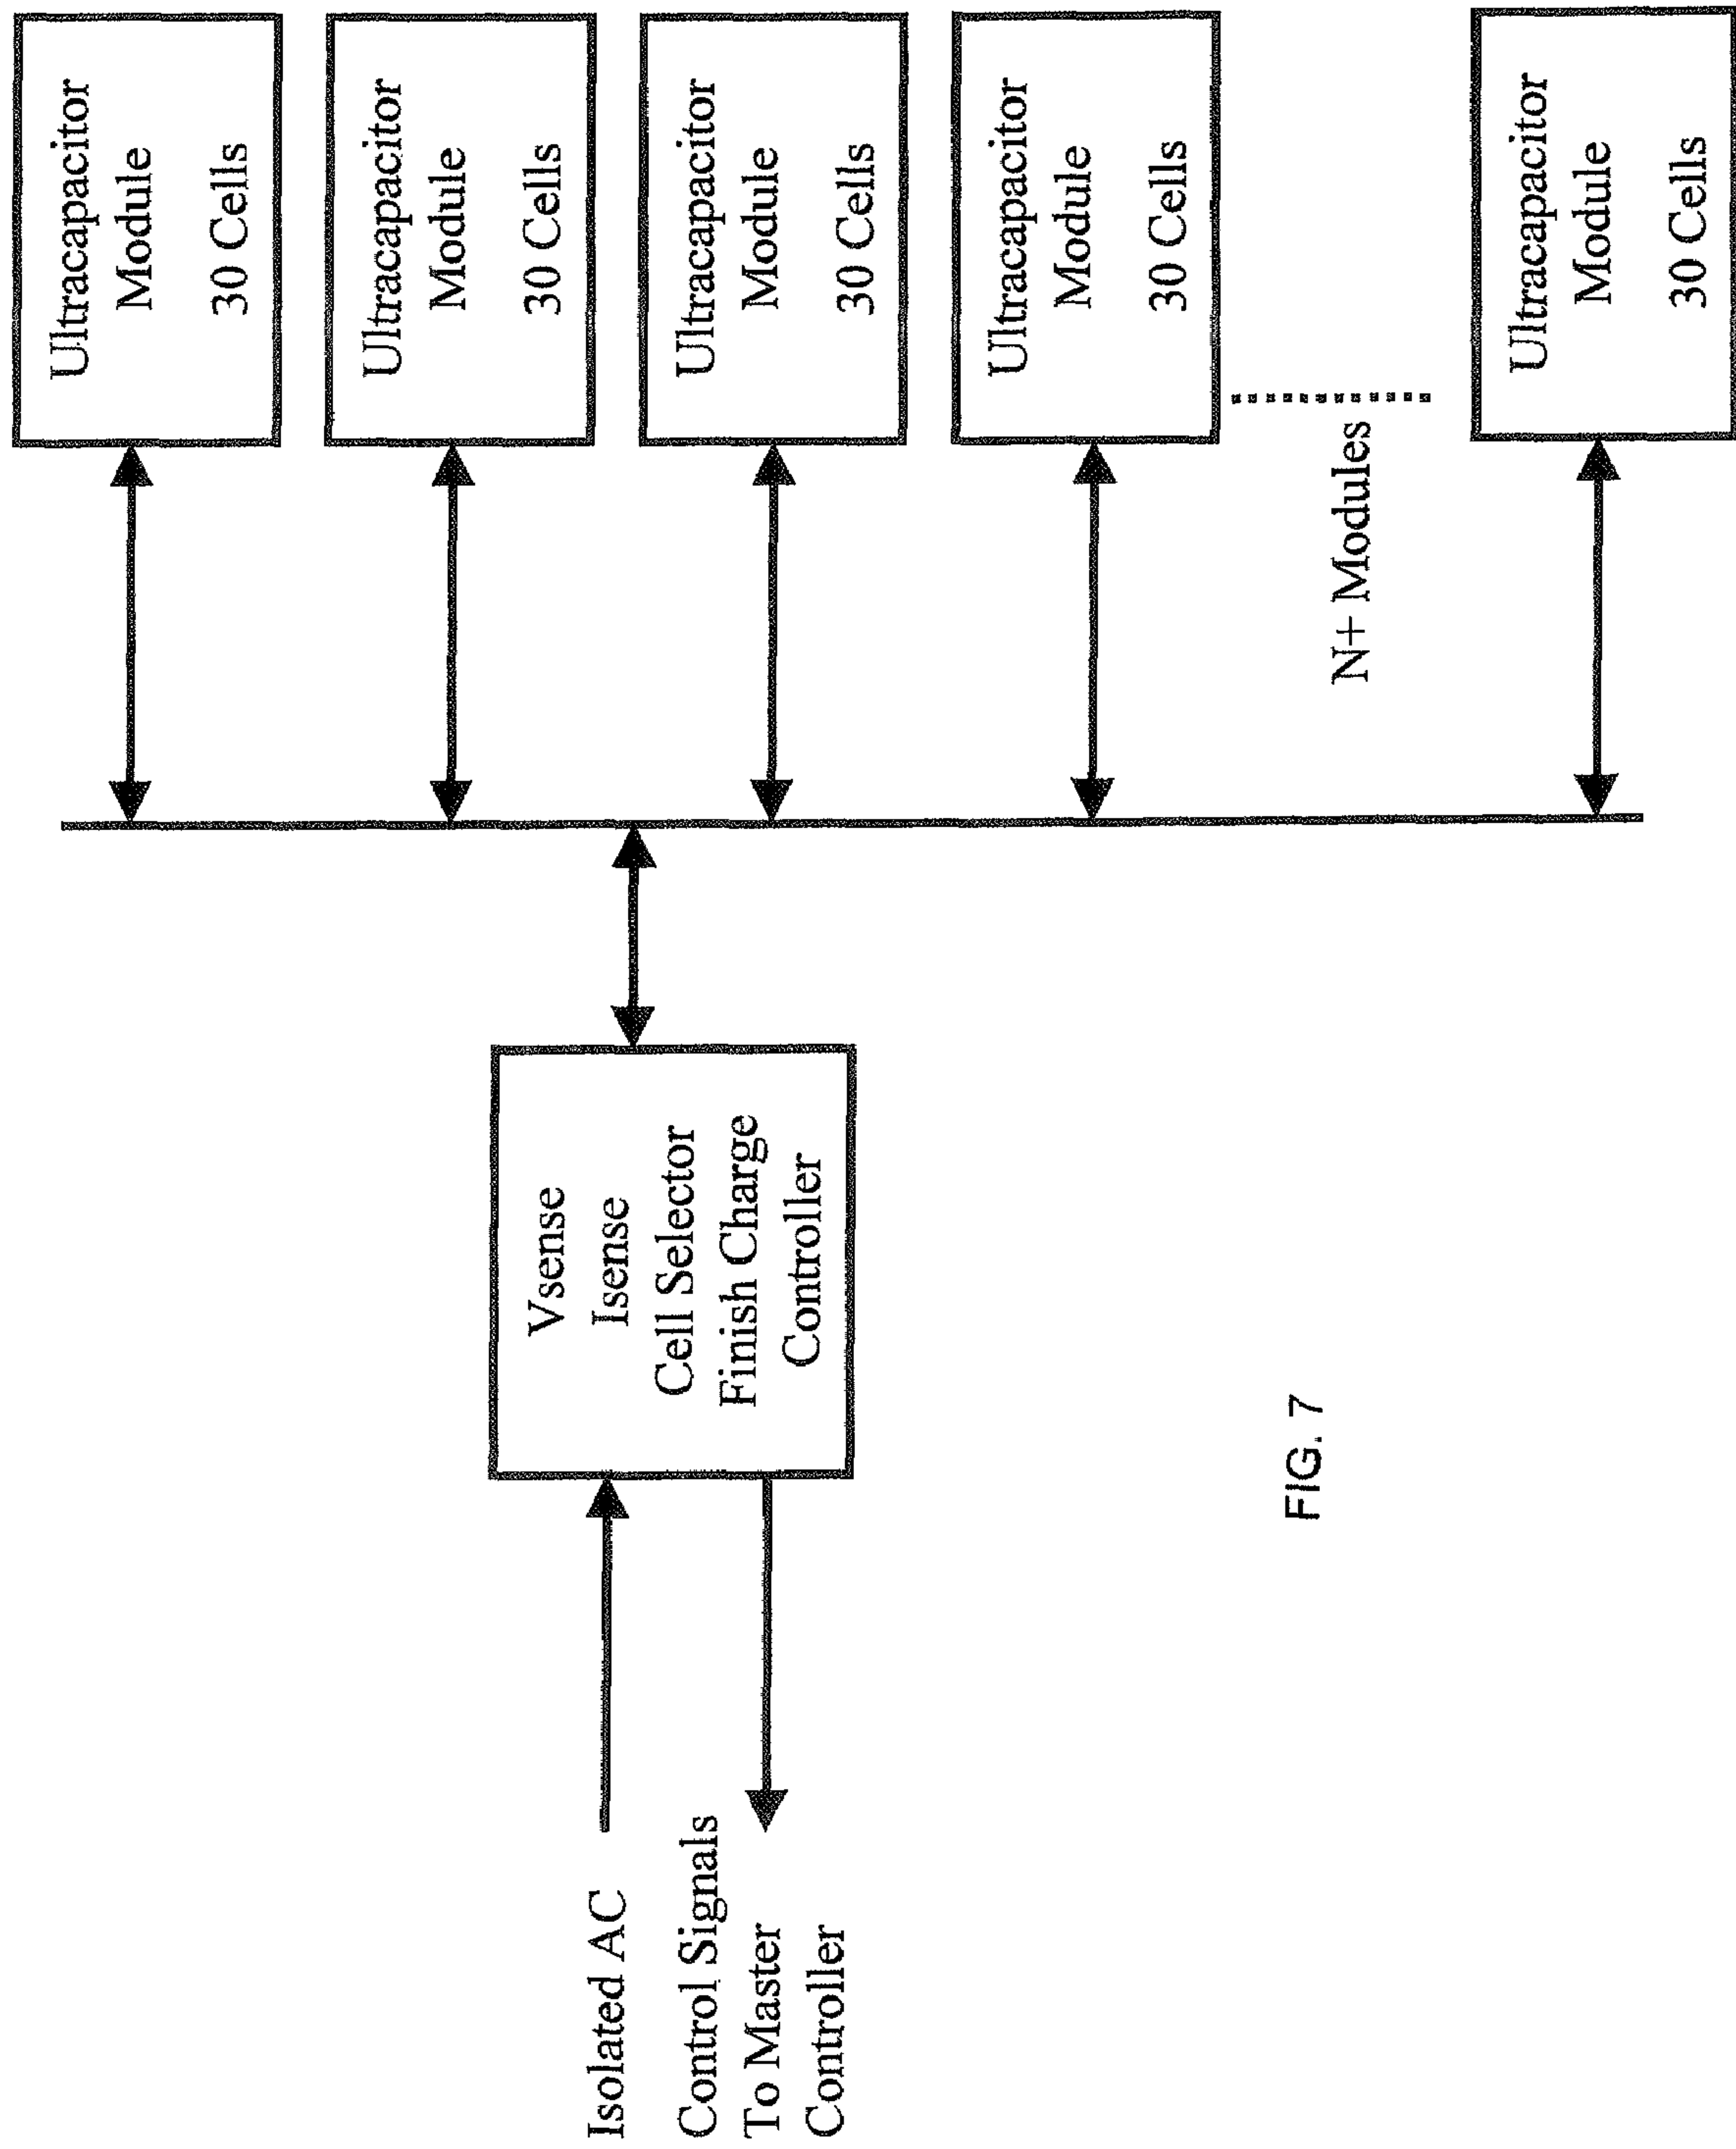 Ultracapacitor
Module
30 Cells
Ultracapacitor
Module
30 Cells
Ultracapacitor
Module
30 Cells
Ultracapacitor
Module
30 Cells
N+ Modules
Ultracapacitor
Module
30 Cells
Vsense
Isense
Cell Selector
Finish Charge
Controller
Isolated AC
Control Signals
To Master
Controller
FIG. 7